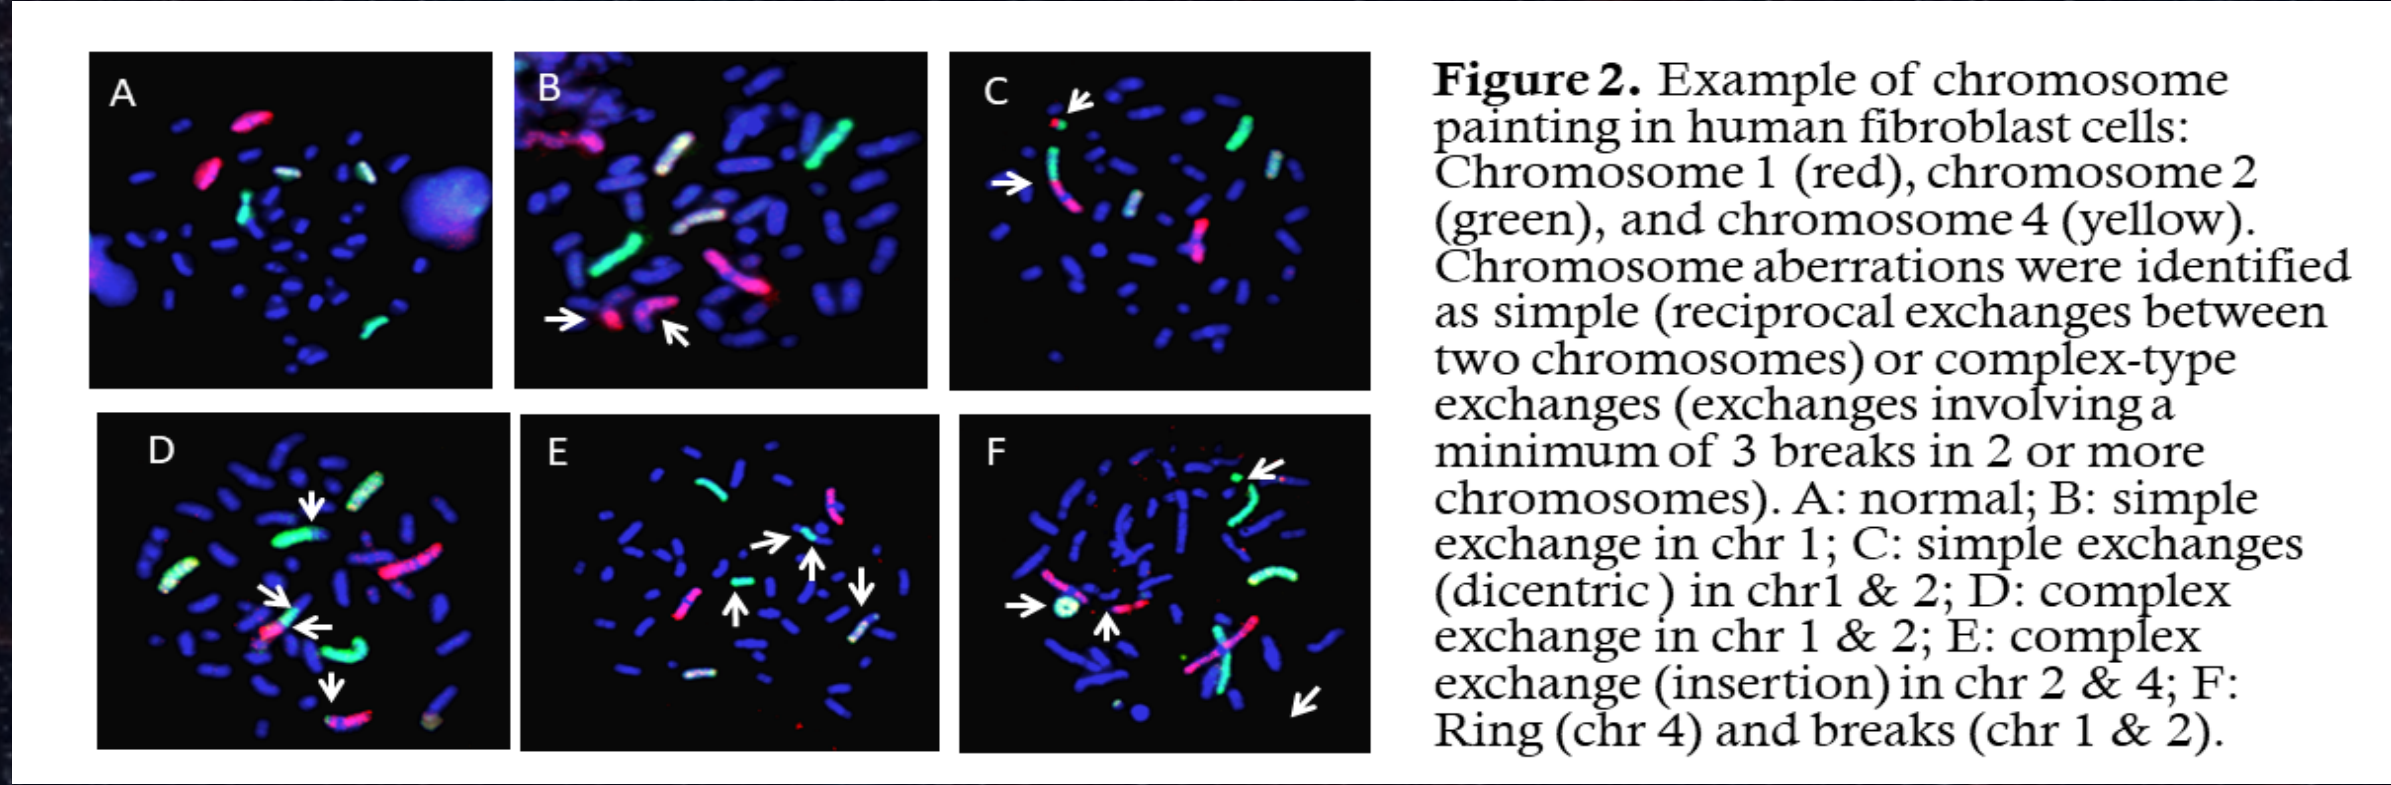 A
B
C
D
E
F
Figure 2. Example of chromosome
painting in human fibroblast cells:
Chromosome 1 (red), chromosome 2
(green), and chromosome 4 (yellow).
Chromosome aberrations were identified
as simple (reciprocal exchanges between
two chromosomes) or complex-type
exchanges (exchanges involving a
minimum of 3 breaks in 2 or more
chromosomes). A: normal; B: simple
exchange in chr 1; C: simple exchanges
(dicentric ) in chr1 & 2; D: complex
exchange in chr 1 & 2; E: complex
exchange (insertion) in chr 2 & 4; F:
Ring (chr 4) and breaks (chr 1 & 2).